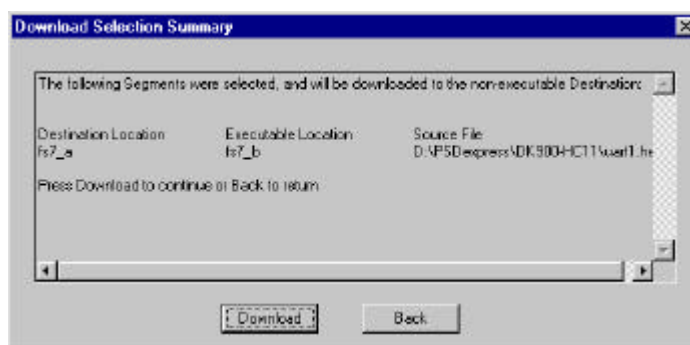 Download Selection Summary
The following Segments were selected, and will be downloaded to the non-executable Destination:
Destination Location Executable Location Source File
fs7_a fs7_b D:\PSDexpress\DK900-HC11\uart1.he
Press Download to continue or Back to return
Download Back